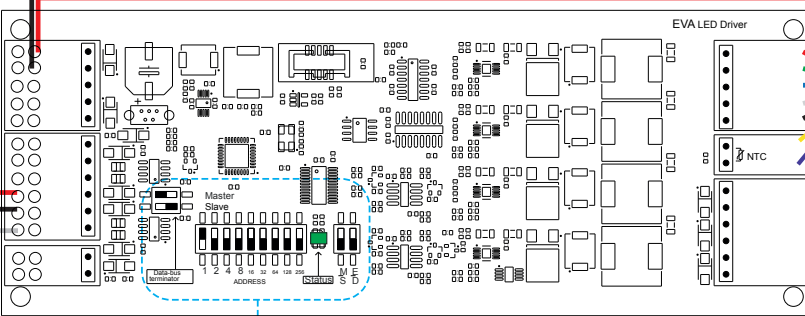 EVA LED Driver
+
NTC
Master
Slave
Data-bus
terminator
1 2 4 8 16 32 64 128 256
ADDRESS
Status
M E
S D